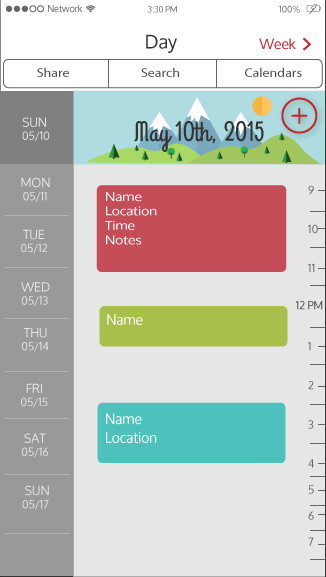 Network 3:30 PM 100%
Day
Week
Share Search Calendars
SUN
05/10
May 10th, 2015
MON
05/11
TUE
05/12
WED
05/13
THU
05/14
FRI
05/15
SAT
05/16
SUN
05/17
Name
Location
Time
Notes
Name
Name
Location
9
10
11
12 PM
1
2
3
4
5
6
7